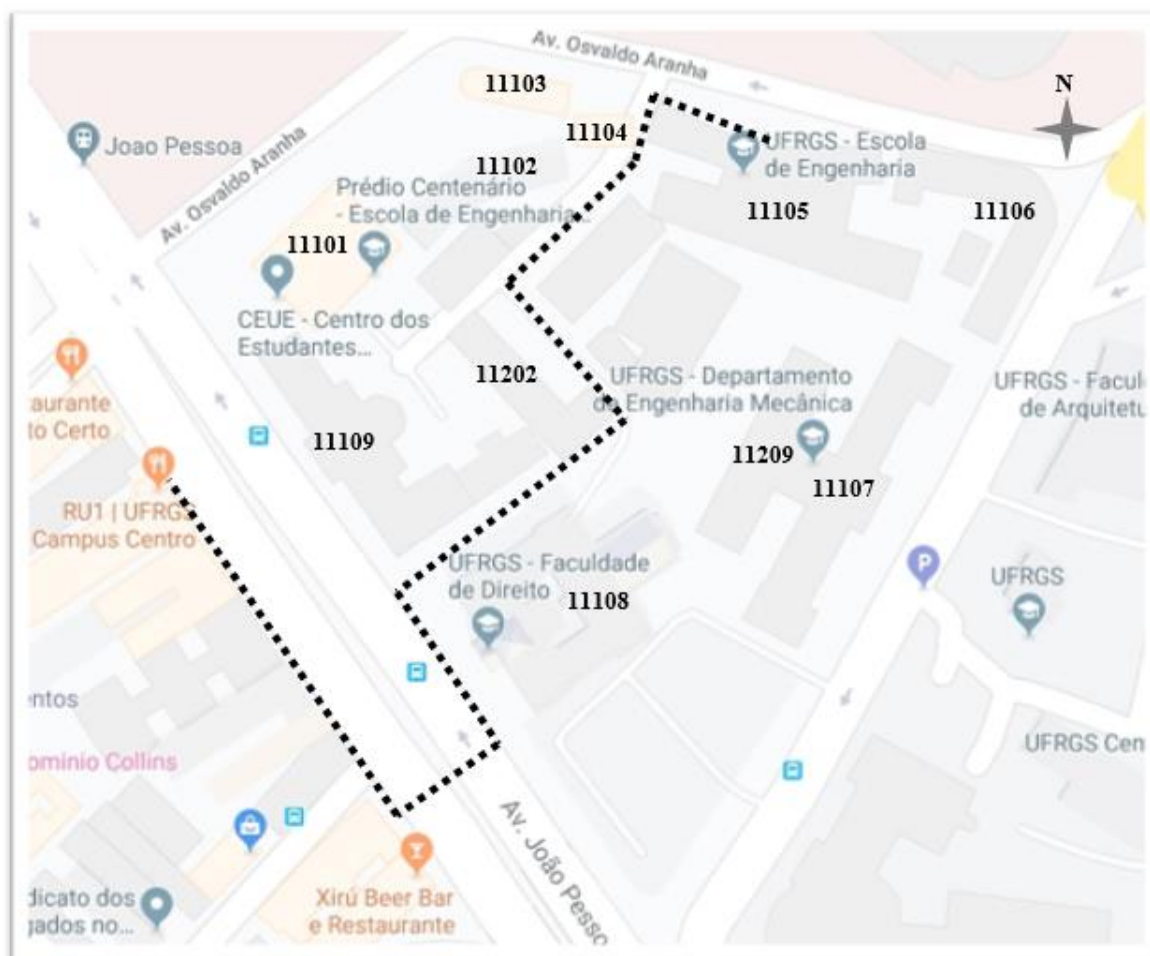 Av. Osvaldo Aranha
N
11103
11104
Joao Pessoa
Av. Osvaldo Aranha
11102
UFRGS - Escola
de Engenharia
Prédio Centenário
- Escola de Engenharia...
11105
11106
11101
CEUE - Centro dos
Estudantes...
11202
UFRGS - Departamento
de Engenharia Mecânica
UFRGS - Facul
de Arquitetu
aurante
to Certo
11109
11209
11107
RU1 | UFRGS
Campus Centro
UFRGS - Faculdade
de Direito
11108
P
UFRGS
entos
omínio Collins
UFRGS Cen
Av. João Pesso
Xirú Beer Bar
e Restaurante
dicato dos
gados no...